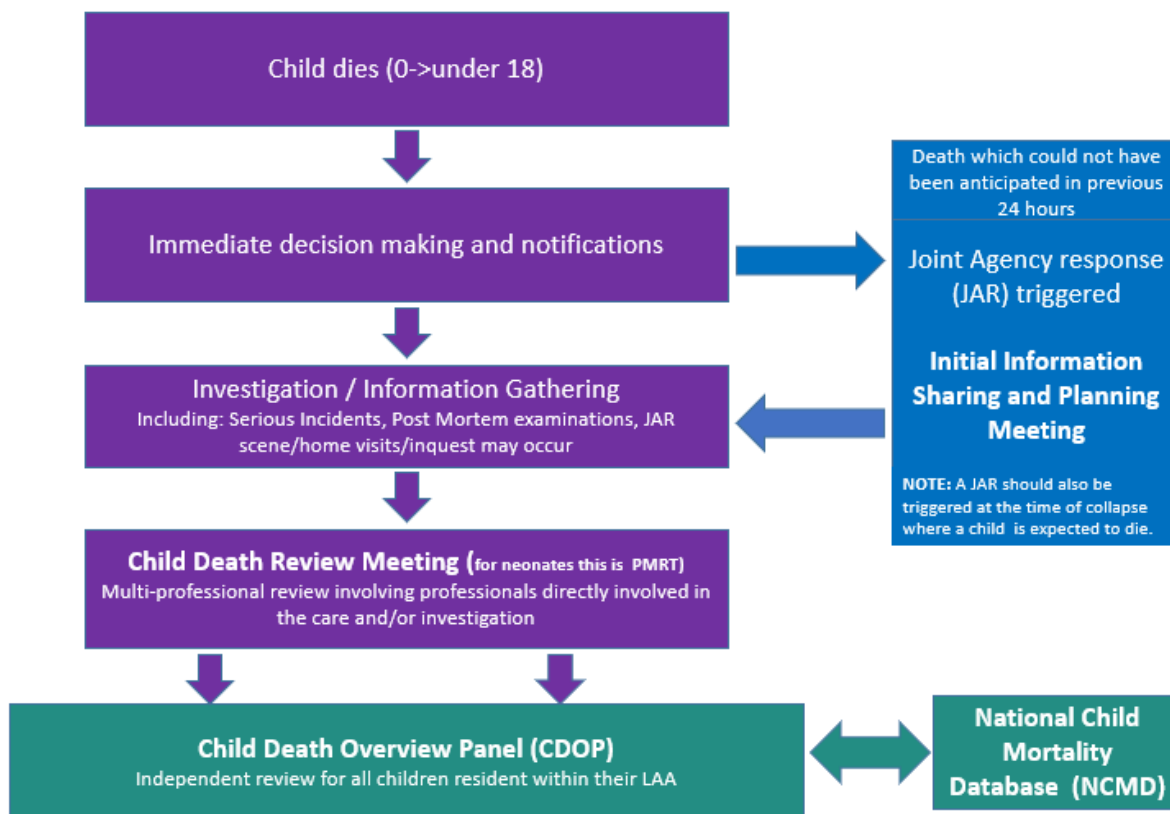 Child dies (0->under 18)
Immediate decision making and notifications
Death which could not have
been anticipated in previous
24 hours
Joint Agency response
(JAR) triggered
Initial Information
Sharing and Planning
Meeting
NOTE: A JAR should also be
triggered at the time of collapse
where a child is expected to die.
Investigation / Information Gathering
Including: Serious Incidents, Post Mortem examinations, JAR
scene/home visits/inquest may occur
Child Death Review Meeting (for neonates this is PMRT)
Multi-professional review involving professionals directly involved in
the care and/or investigation
Child Death Overview Panel (CDOP)
Independent review for all children resident within their LAA
National Child
Mortality
Database (NCMD)